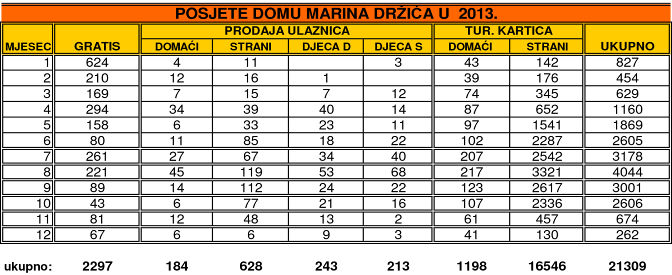 POSJETE DOMU MARINA DRŽIĆA U 2013.
PRODAJA ULAZNICA TUR. KARTICA
MJESEC GRATIS DOMAĆI STRANI DJECA D DJECA S DOMAĆI STRANI UKUPNO
1 624 4 11 3 43 142 827
2 210 12 16 1 39 176 454
3 169 7 15 7 12 74 345 629
4 294 34 39 40 14 87 652 1160
5 158 6 33 23 11 97 1541 1869
6 80 11 85 18 22 102 2287 2605
7 261 27 67 34 40 207 2542 3178
8 221 45 119 53 68 217 3321 4044
9 89 14 112 24 22 123 2617 3001
10 43 6 77 21 16 107 2336 2606
11 81 12 48 13 2 61 457 674
12 67 6 6 9 3 41 130 262
ukupno: 2297 184 628 243 213 1198 16546 21309